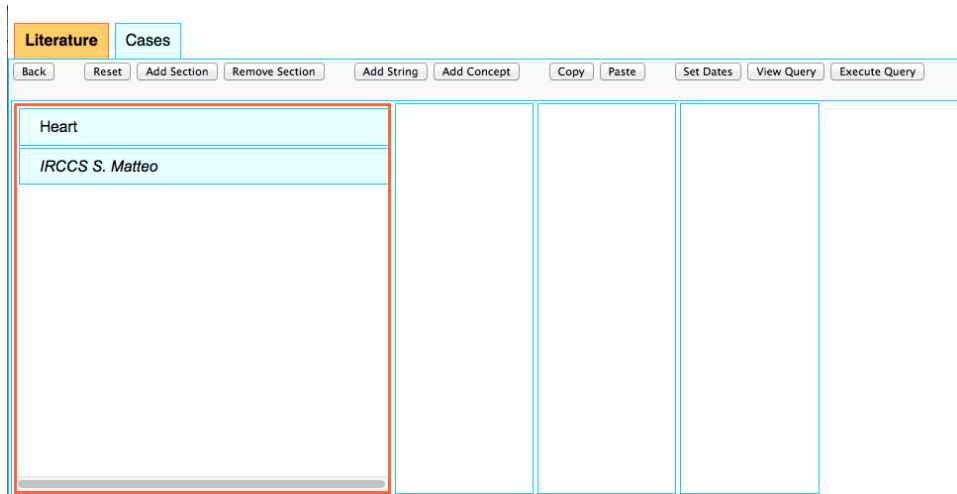 Literature Cases
Back Reset Add Section Remove Section Add String Add Concept Copy Paste Set Dates View Query Execute Query
Heart
IRCCS S. Matteo